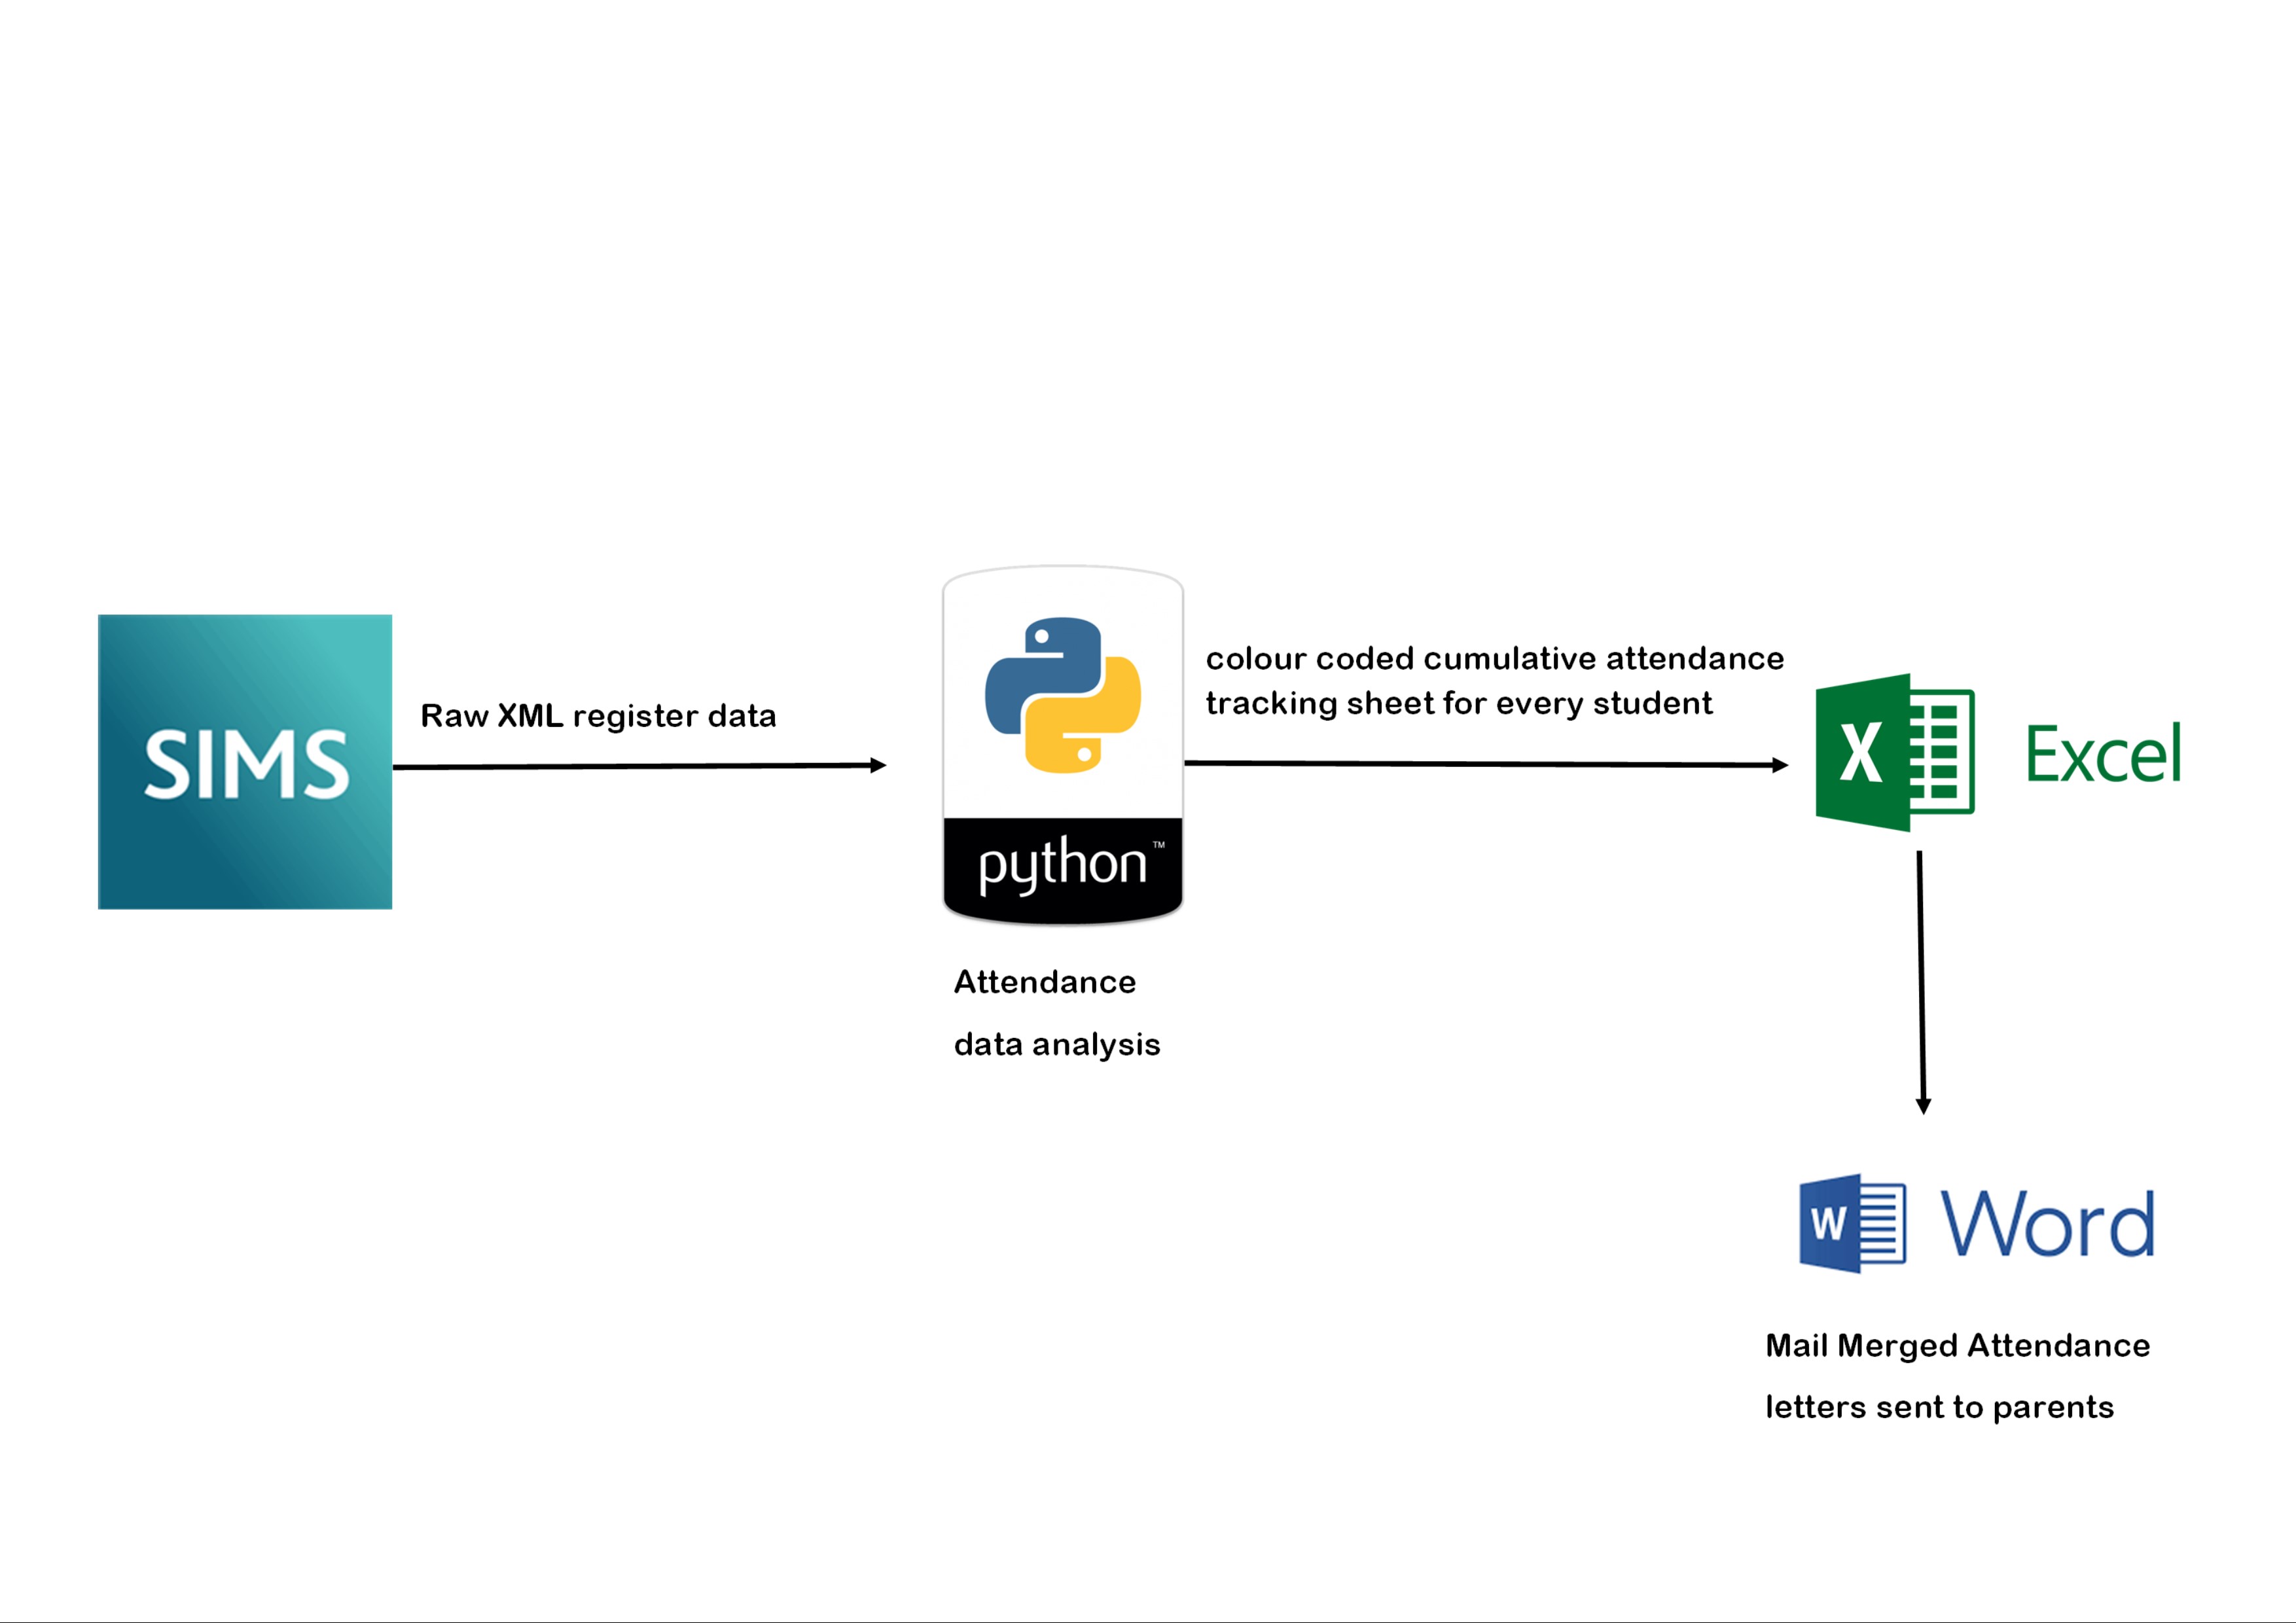 SIMS
Raw XML register data
python™
Attendance
data analysis
colour coded cumulative attendance
tracking sheet for every student
X
Excel
W
Word
Mail Merged Attendance
letters sent to parents